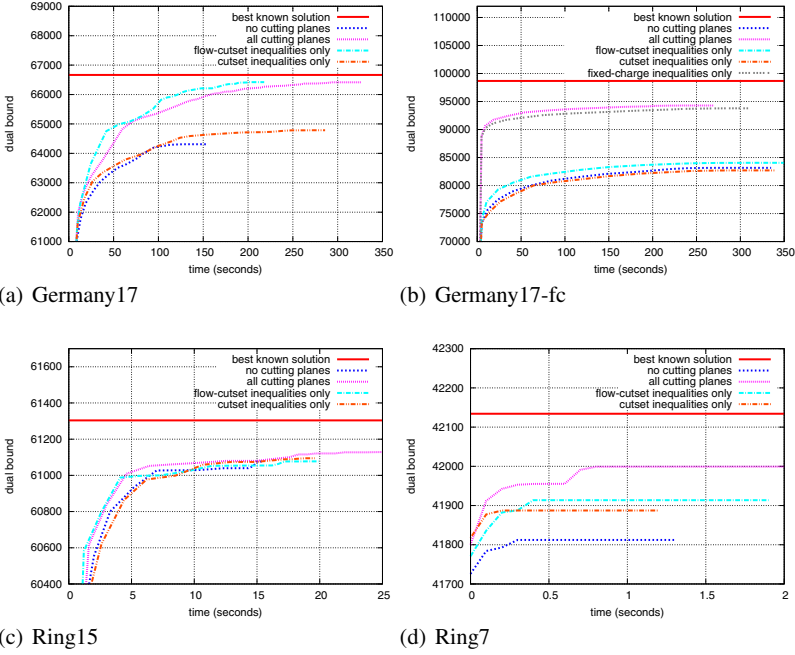 69000
68000
67000
66000
65000
64000
63000
62000
61000
dual bound
0 50 100 150 200 250 300 350
time (seconds)
best known solution
no cutting planes
all cutting planes
flow-cutset inequalities only
cutset inequalities only
(a) Germany17
110000
105000
100000
95000
90000
85000
80000
75000
70000
dual bound
0 50 100 150 200 250 300 350
time (seconds)
best known solution
no cutting planes
all cutting planes
flow-cutset inequalities only
cutset inequalities only
fixed-charge inequalities only
(b) Germany17-fc
61600
61400
61200
61000
60800
60600
60400
dual bound
0 5 10 15 20 25
time (seconds)
best known solution
no cutting planes
all cutting planes
flow-cutset inequalities only
cutset inequalities only
(c) Ring15
42300
42200
42100
42000
41900
41800
41700
dual bound
0 0.5 1 1.5 2
time (seconds)
best known solution
no cutting planes
all cutting planes
flow-cutset inequalities only
cutset inequalities only
(d) Ring7